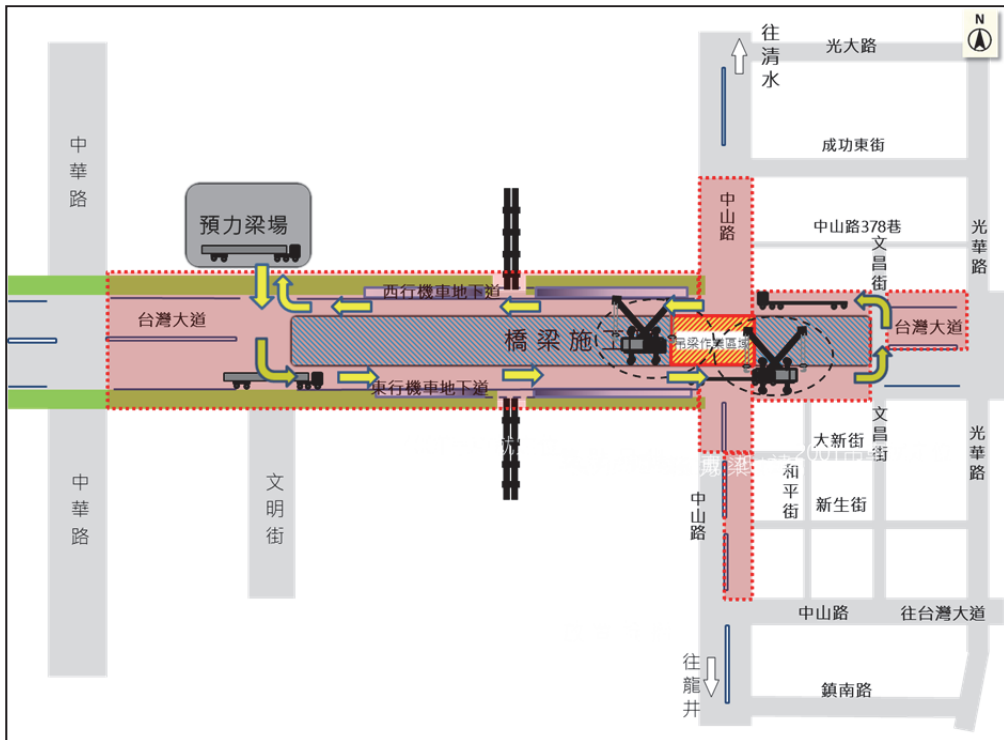 N
往清水
光大路
中華路
成功東街
預力梁場
中山路
中山路378巷
文昌街
光華路
西行機車地下道
台灣大道
台灣大道
橋梁施工
吊梁作業區域
東行機車地下道
大新街
文昌街
光華路
中華路
文明街
中山路
和平街
新生街
中山路
往台灣大道
往龍井
鎮南路